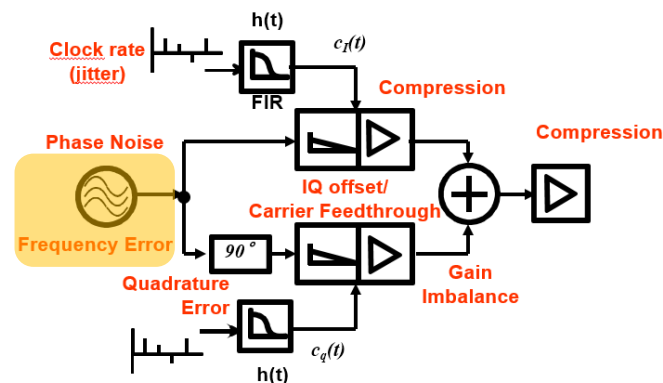 h(t)
Clock rate
(jitter)
c_I(t)
FIR
Compression
Compression
Phase Noise
IQ offset/
Carrier Feedthrough
Frequency Error
90°
Quadrature
Error
Gain
Imbalance
c_q(t)
h(t)